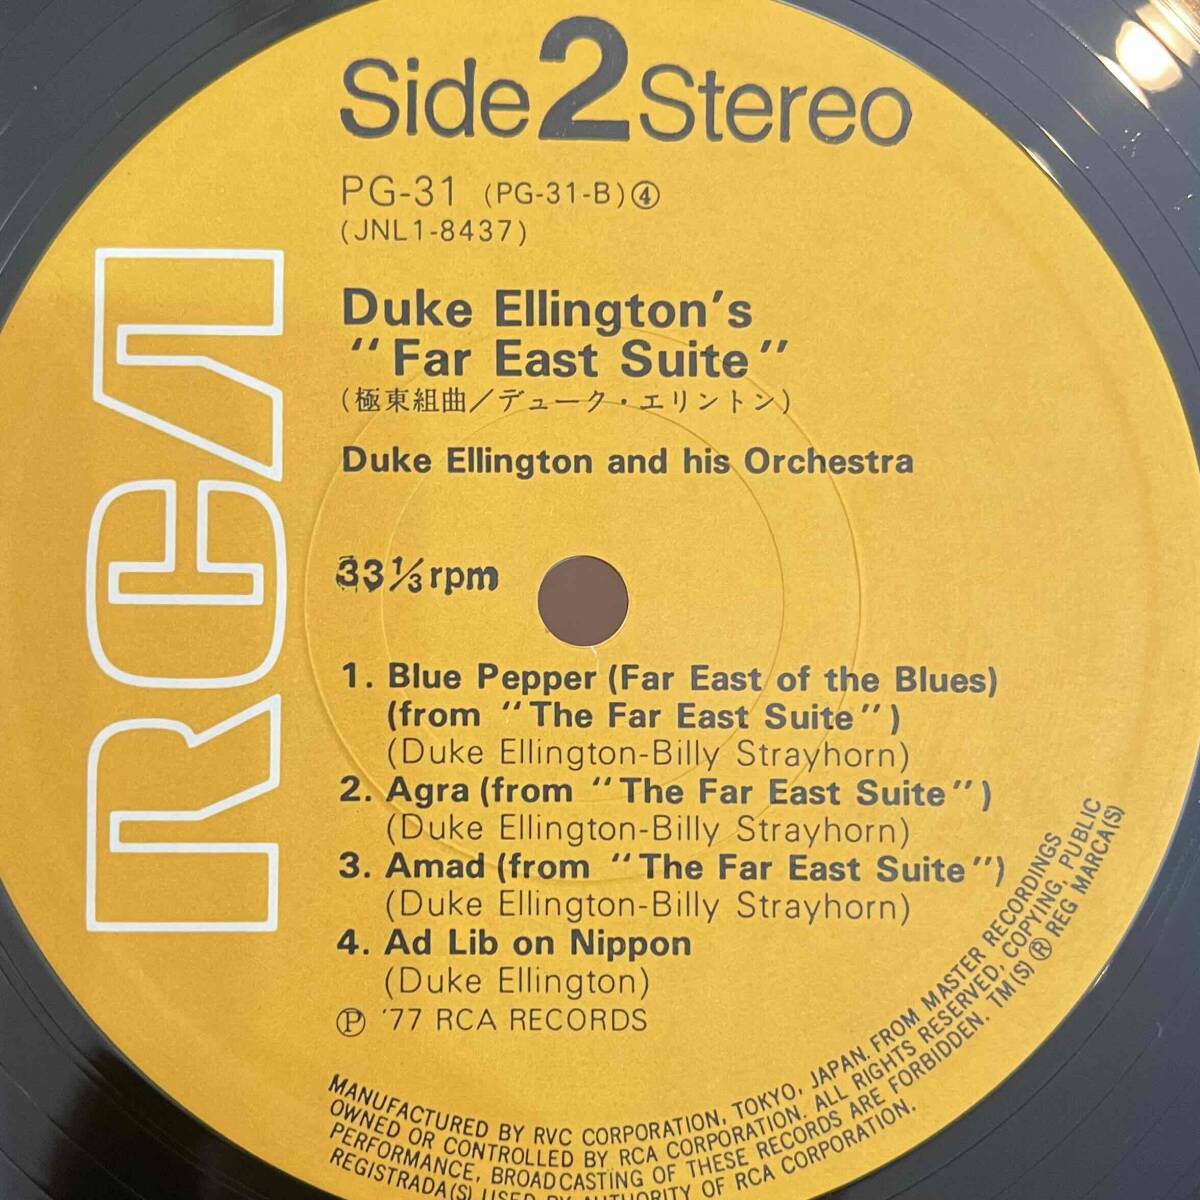 Side 2 Stereo
PG-31 (PG-31-B)④
(JNL1-8437)
Duke Ellington's
"Far East Suite"
(極東組曲/デューク・エリントン)
Duke Ellington and his Orchestra
33 1/3 rpm
RCA
1. Blue Pepper (Far East of the Blues)
(from "The Far East Suite")
(Duke Ellington-Billy Strayhorn)
2. Agra (from "The Far East Suite")
(Duke Ellington-Billy Strayhorn)
3. Amad (from "The Far East Suite")
(Duke Ellington-Billy Strayhorn)
4. Ad Lib on Nippon
(Duke Ellington)
Ⓟ '77 RCA RECORDS
MANUFACTURED BY RVC CORPORATION, TOKYO, JAPAN. FROM MASTER RECORDINGS
OWNED OR CONTROLLED BY RCA CORPORATION. ALL RIGHTS RESERVED, COPYING, PUBLIC
PERFORMANCE, BROADCASTING OF THESE RECORDS ARE FORBIDDEN. TM(S) ® REG MARCA(S)
REGISTRADA(S) USED BY AUTHORITY OF RCA CORPORATION.